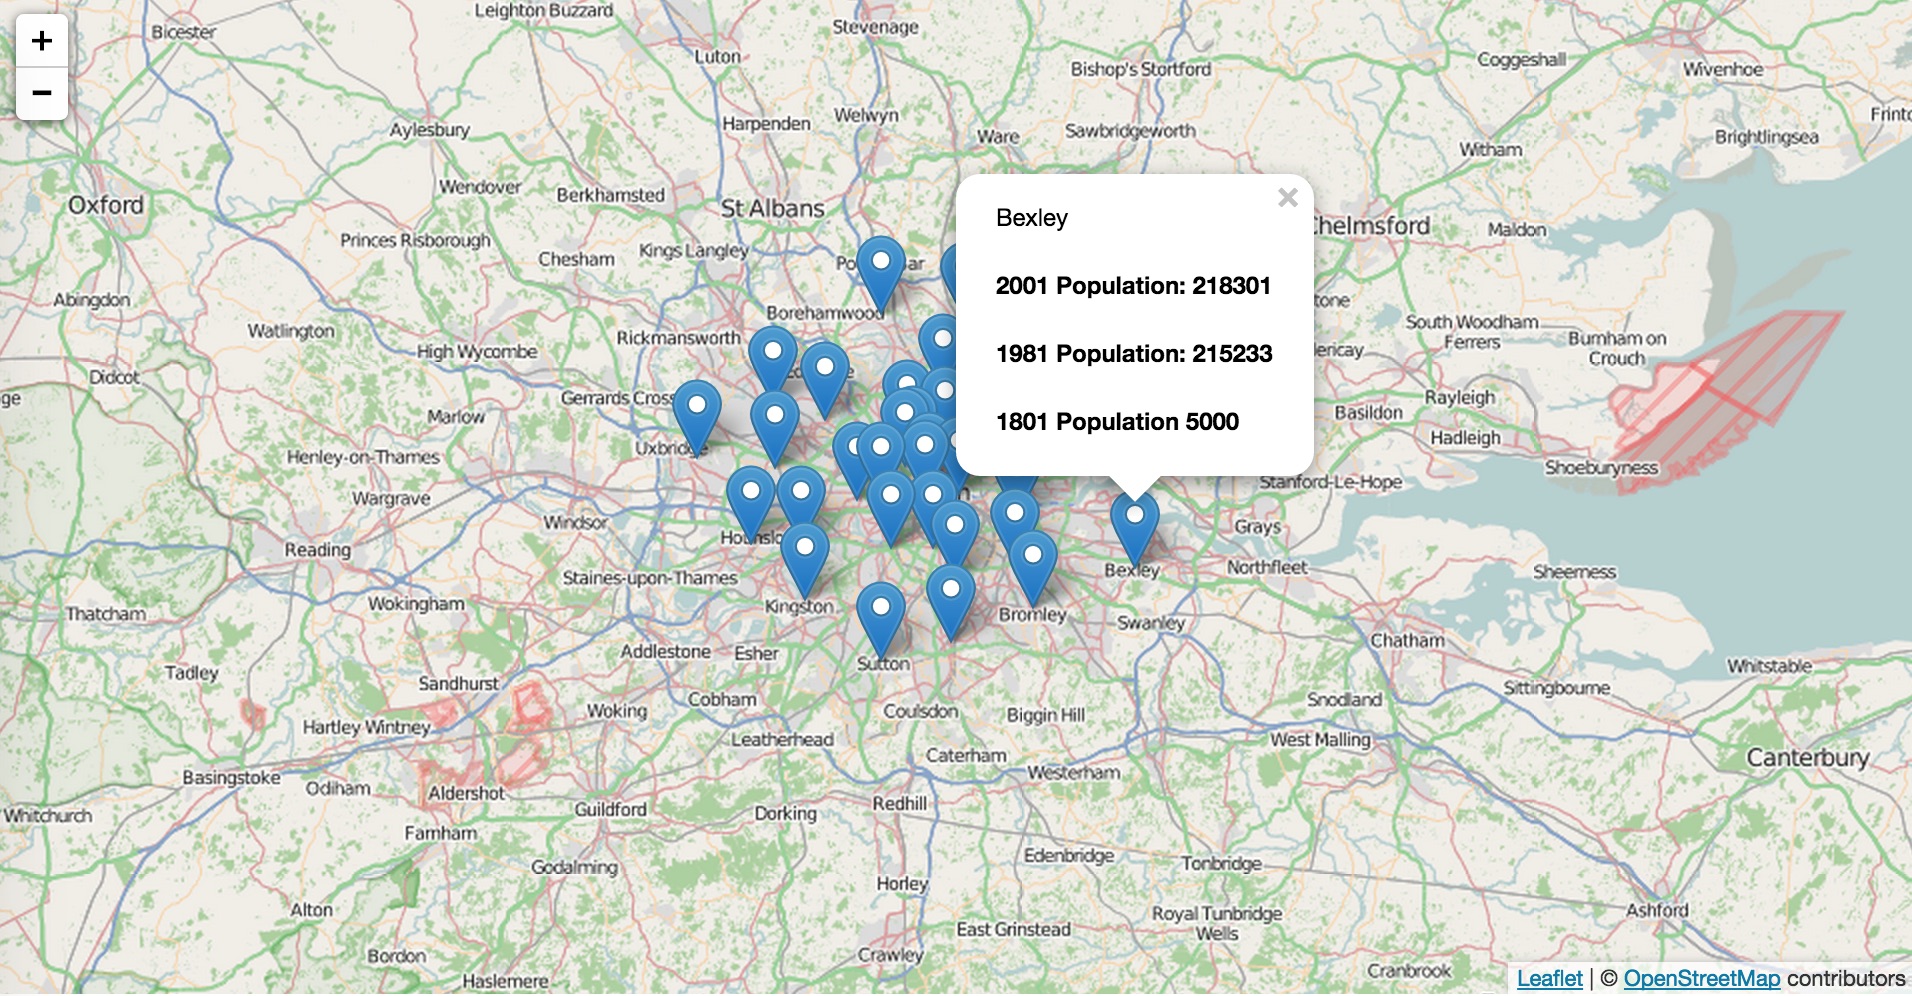 +
−
Leighton Buzzard
Bicester
Stevenage
Luton
Bishop's Stortford
Coggeshall
Wivenhoe
Welwyn
Frinto
Aylesbury
Harpenden
Ware
Sawbridgeworth
Brightlingsea
Witham
Wendover
Berkhamsted
Oxford
St Albans
Chelmsford
Maldon
Princes Risborough
Kings Langley
Chesham
Abingdon
Borehamwood
Watlington
Rickmansworth
South Woodham
Ferrers
Burnham on
Crouch
High Wycombe
Didcot
Gerrards Cross
Marlow
Rayleigh
Basildon
Hadleigh
Uxbridge
Henley-on-Thames
Shoeburyness
Stanford-Le-Hope
Wargrave
Windsor
Grays
Hounslo
Reading
Northfleet
Bexley
Sheerness
Staines-upon-Thames
Wokingham
Kingston
Thatcham
Bromley
Swanley
Chatham
Addlestone
Esher
Sutton
Whitstable
Tadley
Sandhurst
Sittingbourne
Cobham
Snodland
Woking
Coulsdon
Biggin Hill
Hartley Wintney
Leatherhead
West Malling
Caterham
Canterbury
Westerham
Basingstoke
Odiham
Aldershot
Redhill
Guildford
Dorking
Whitchurch
Farnham
Edenbridge
Tonbridge
Godalming
Horley
Alton
Royal Tunbridge
Wells
Ashford
East Grinstead
Bordon
Crawley
Cranbrook
Haslemere
Bexley
2001 Population: 218301
1981 Population: 215233
1801 Population 5000
×
Leaflet | © OpenStreetMap contributors